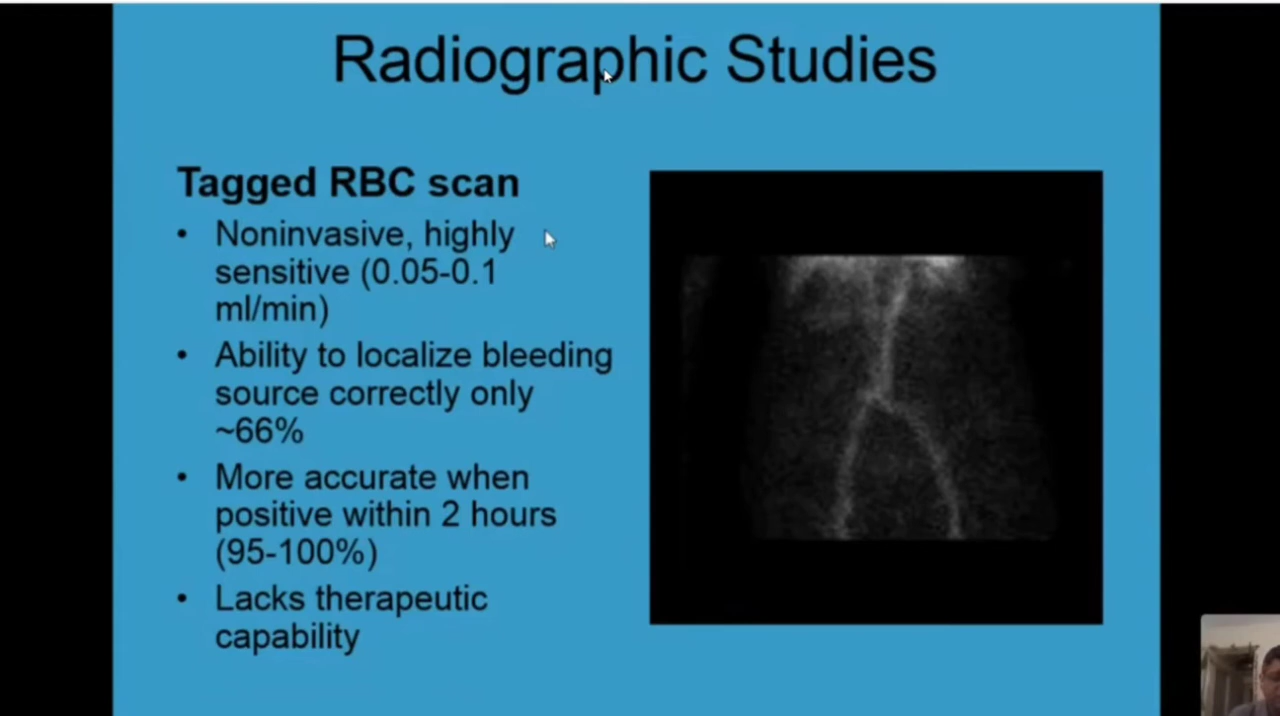 Radiographic Studies
Tagged RBC scan
• Noninvasive, highly
sensitive (0.05-0.1
ml/min)
• Ability to localize bleeding
source correctly only
~66%
• More accurate when
positive within 2 hours
(95-100%)
• Lacks therapeutic
capability